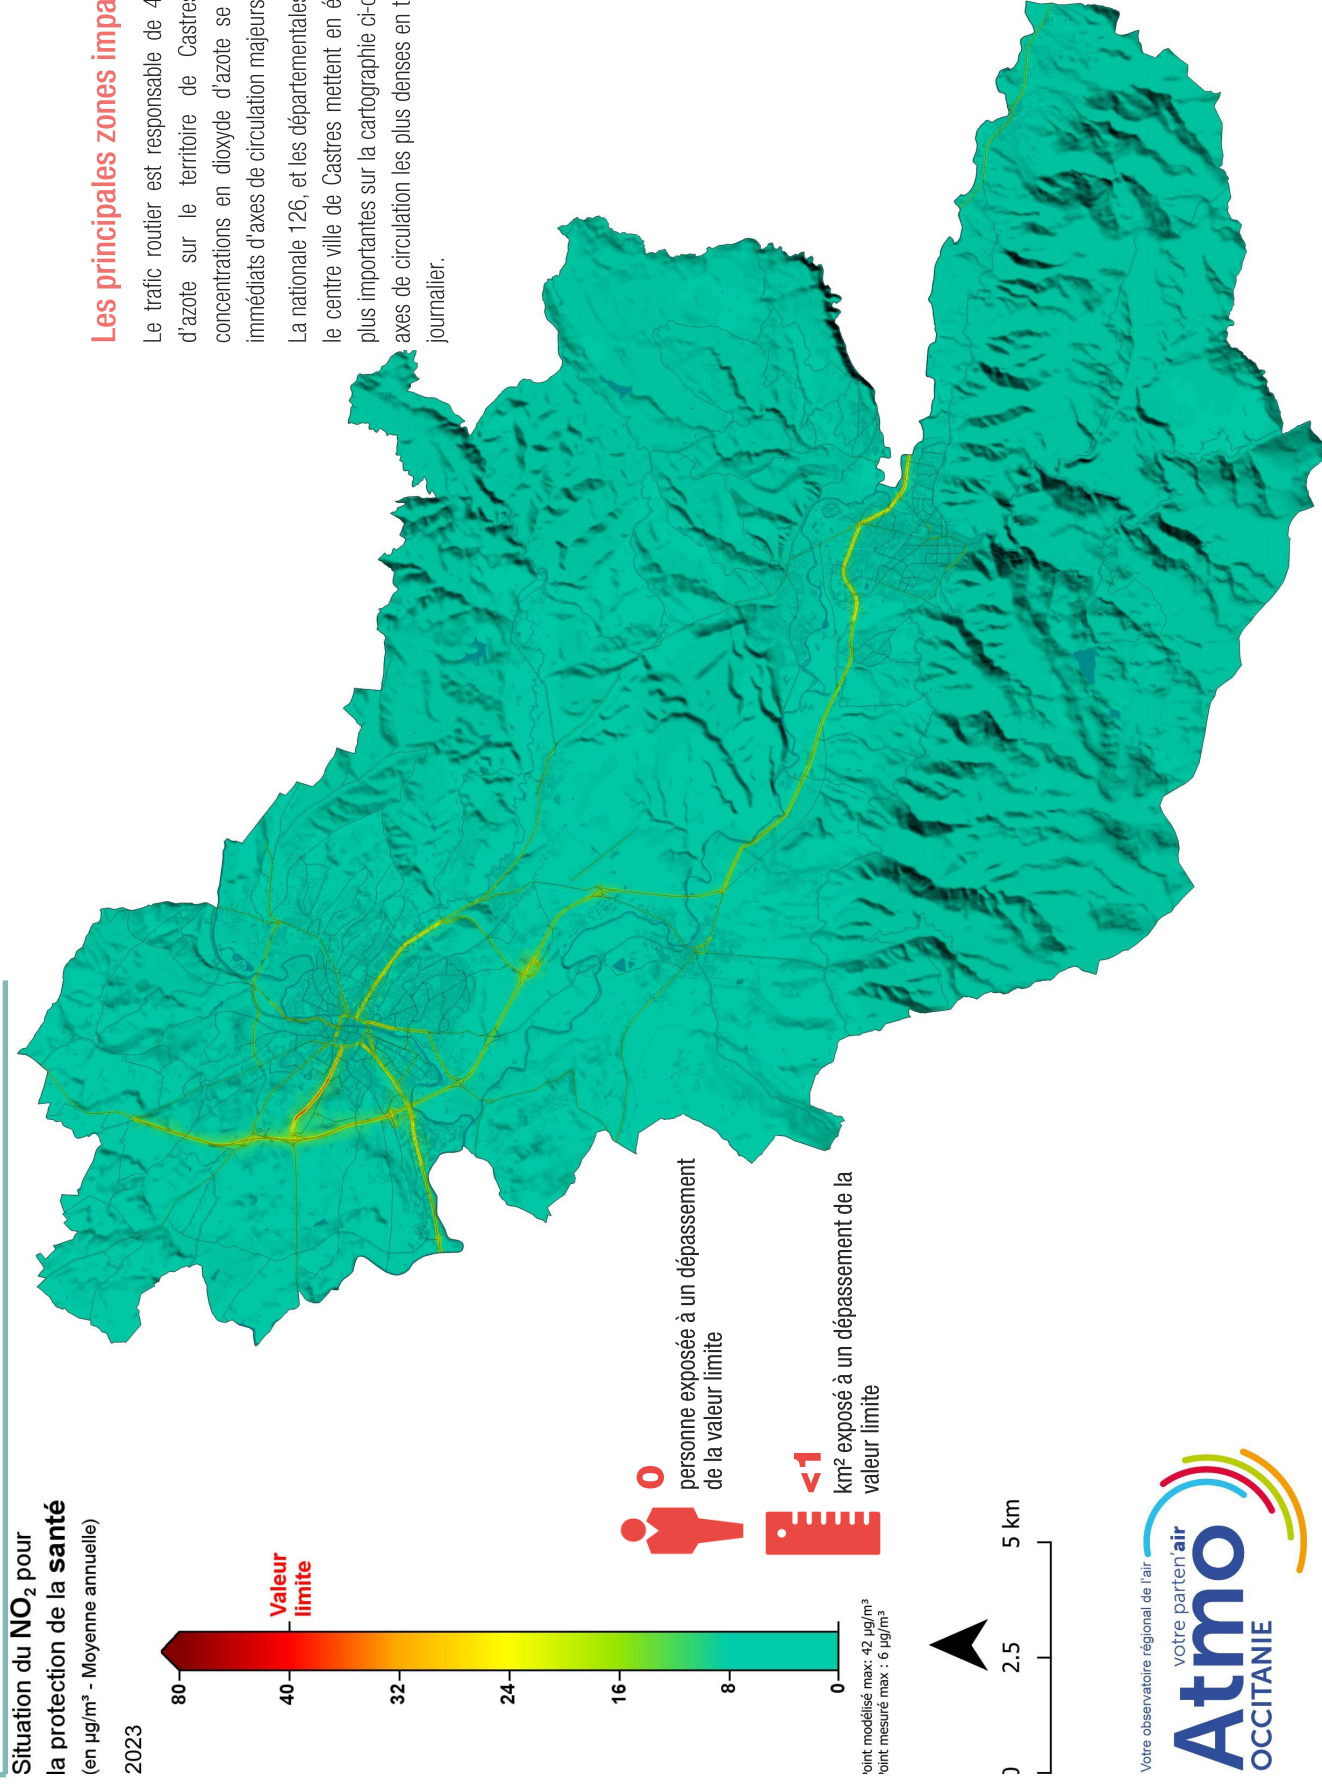 Situation du NO₂ pour
la protection de la santé
(en µg/m³ - Moyenne annuelle)
2023
80
40
32
24
16
8
0
Valeur
limite
Point modélisé max: 42 µg/m³
Point mesuré max : 6 µg/m³
0
personne exposée à un dépassement
de la valeur limite
<1
km² exposé à un dépassement de la
valeur limite
0 2.5 5 km
Votre observatoire régional de l'air
Atmo
votre parten'air
OCCITANIE
Les principales zones impa
Le trafic routier est responsable de 4
d'azote sur le territoire de Castres
concentrations en dioxyde d'azote se
immédiats d'axes de circulation majeurs
La nationale 126, et les départementales
le centre ville de Castres mettent en é
plus importantes sur la cartographie ci-d
axes de circulation les plus denses en t
journalier.